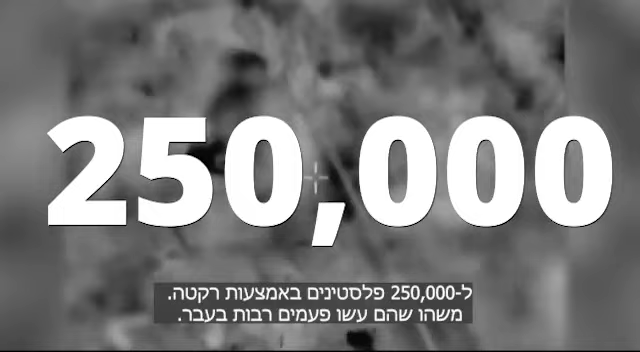 250,000
ל-250,000 פלסטינים באמצעות רקטה.
משהו שהם עשו פעמים רבות בעבר.